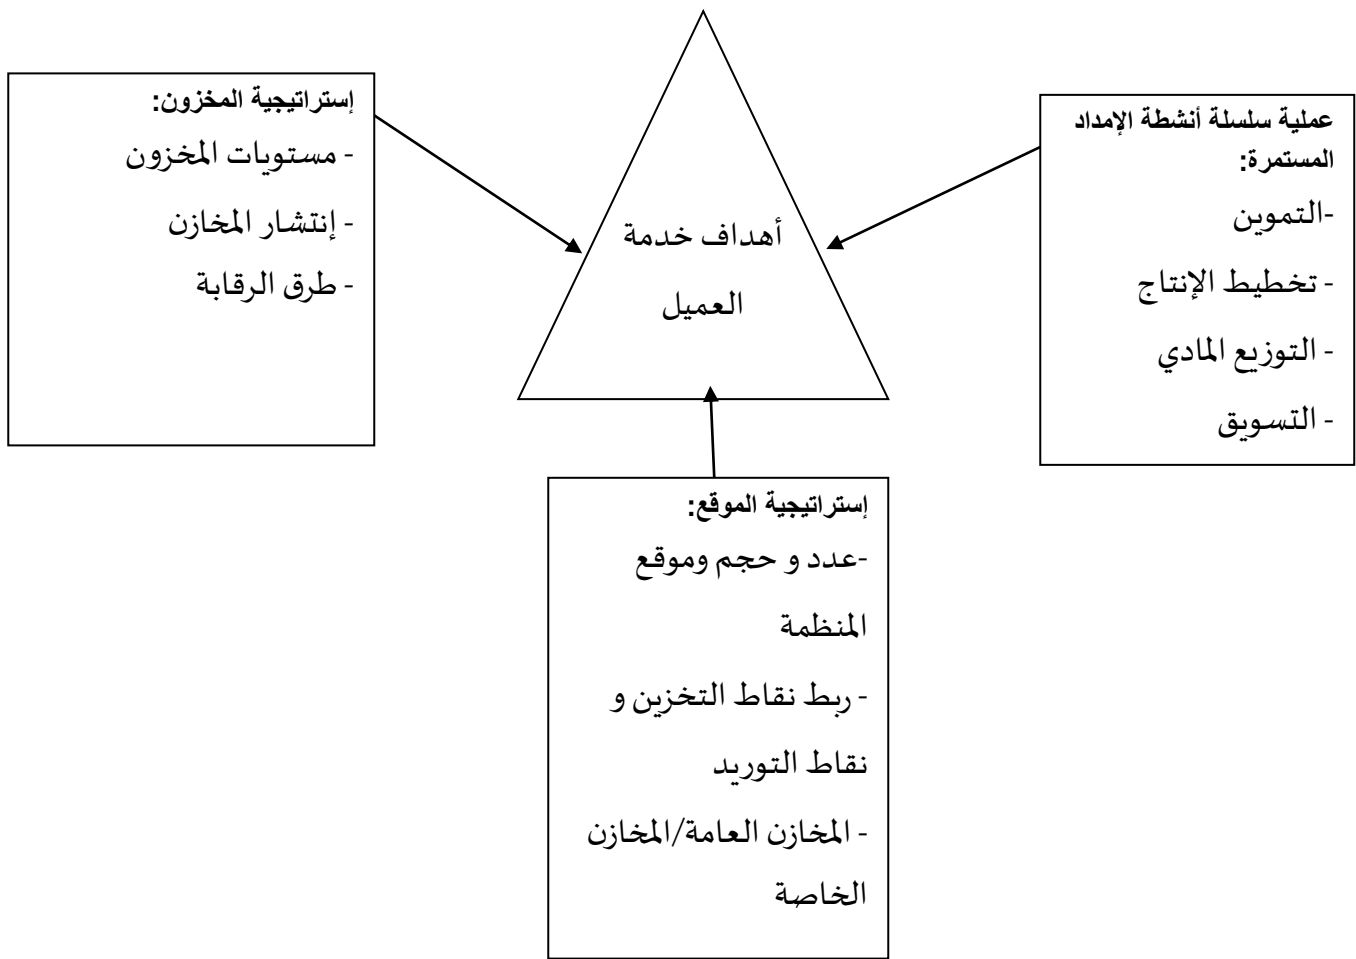 عملية سلسلة أنشطة الإمداد
المستمرة:
-التموين
- تخطيط الإنتاج
- التوزيع المادي
- التسويق
أهداف خدمة
العميل
إستراتيجية المخزون:
- مستويات المخزون
- إنتشار المخازن
- طرق الرقابة
إستراتيجية الموقع:
-عدد و حجم وموقع
المنظمة
- ربط نقاط التخزين و
نقاط التوريد
- المخازن العامة/المخازن
الخاصة